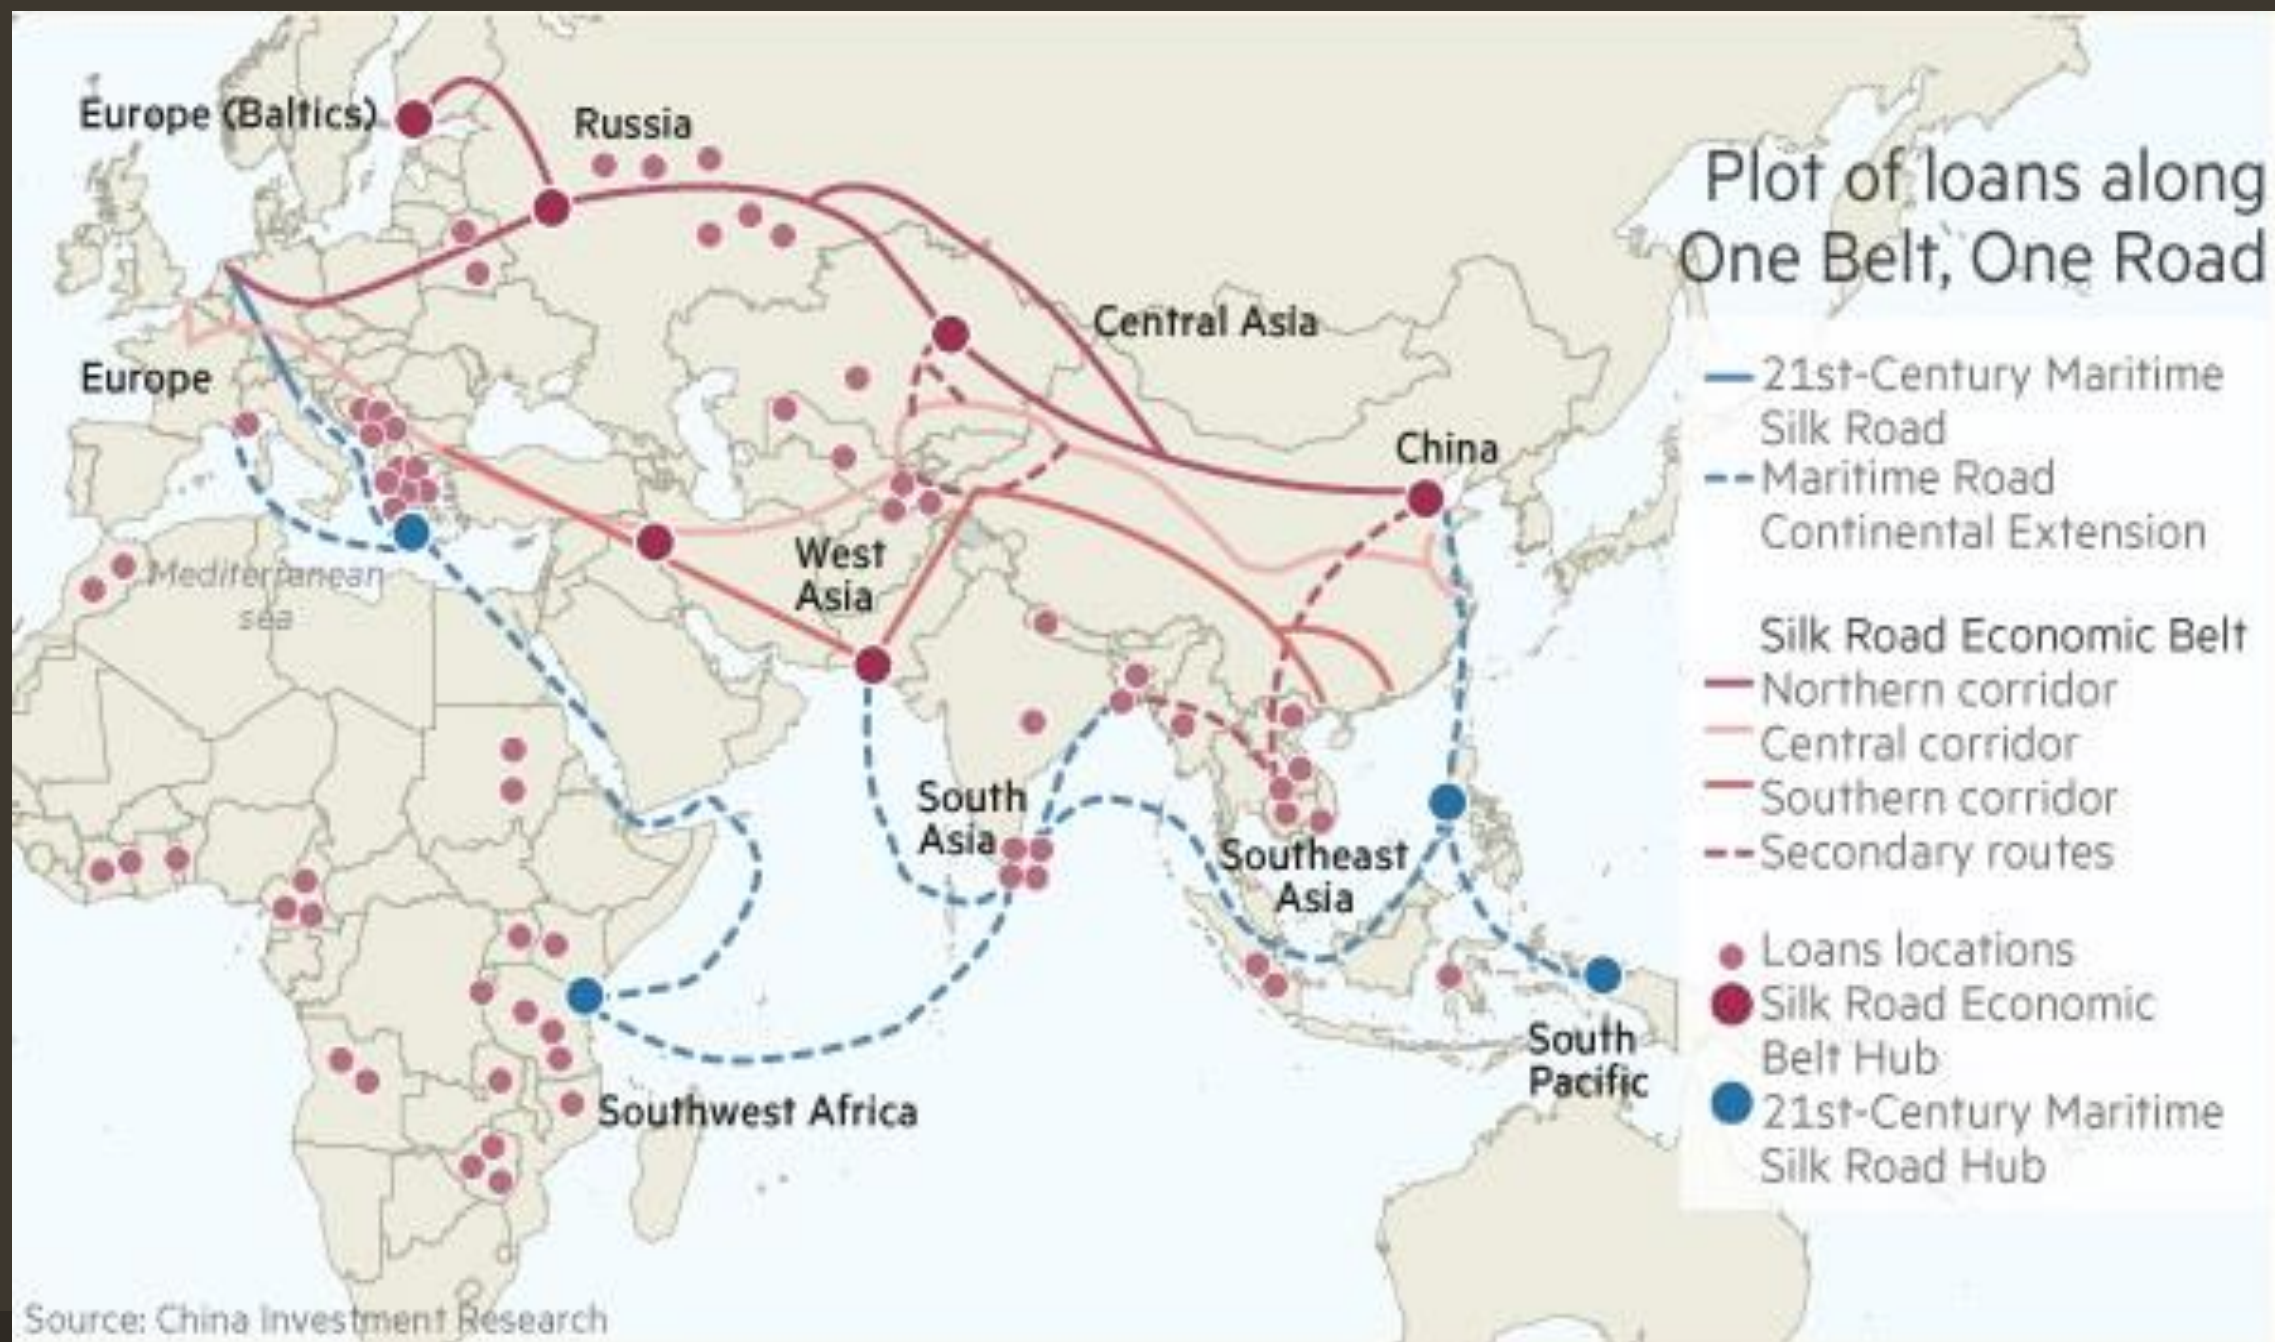 Plot of loans along
One Belt, One Road
Europe (Baltics)
Russia
Central Asia
Europe
China
West
Asia
Mediterranean
sea
South
Asia
Southeast
Asia
South
Pacific
Southwest Africa
21st-Century Maritime
Silk Road
Maritime Road
Continental Extension
Silk Road Economic Belt
Northern corridor
Central corridor
Southern corridor
Secondary routes
Loans locations
Silk Road Economic
Belt Hub
21st-Century Maritime
Silk Road Hub
Source: China Investment Research